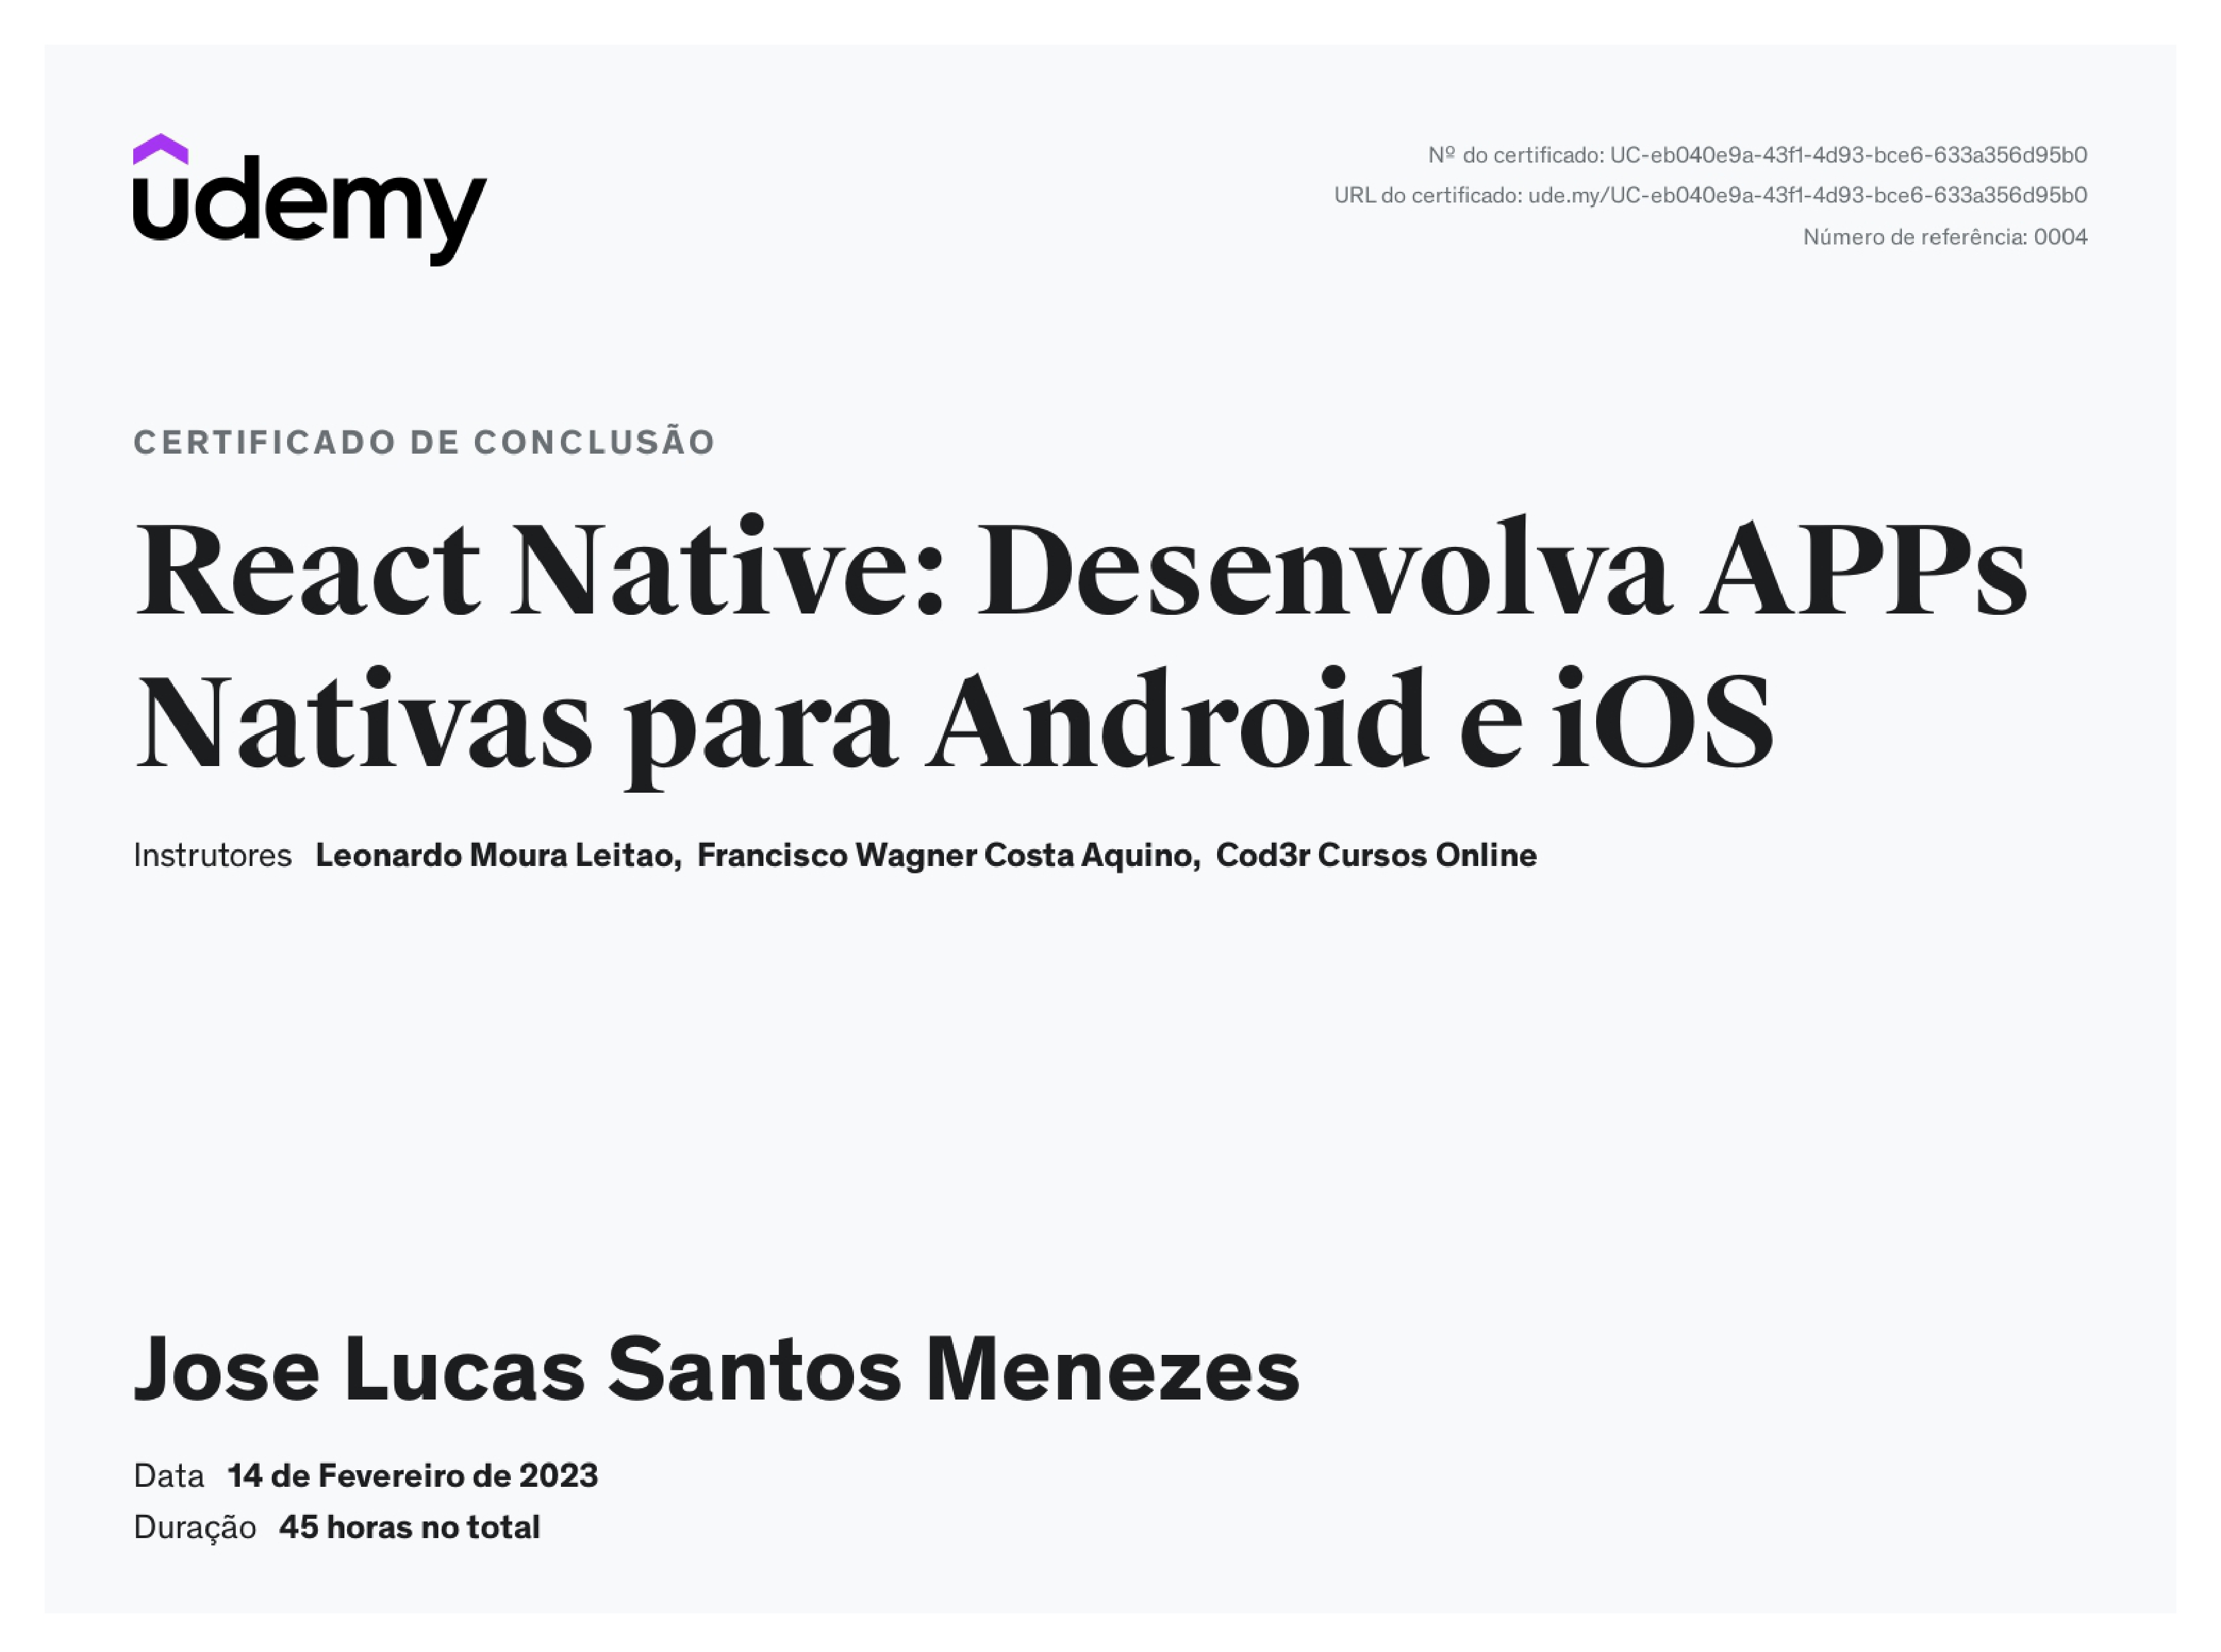 udemy
Nº do certificado: UC-eb040e9a-43f1-4d93-bce6-633a356d95b0
URL do certificado: ude.my/UC-eb040e9a-43f1-4d93-bce6-633a356d95b0
Número de referência: 0004
CERTIFICADO DE CONCLUSÃO
React Native: Desenvolva APPs
Nativas para Android e iOS
Instrutores Leonardo Moura Leitao, Francisco Wagner Costa Aquino, Cod3r Cursos Online
Jose Lucas Santos Menezes
Data 14 de Fevereiro de 2023
Duração 45 horas no total